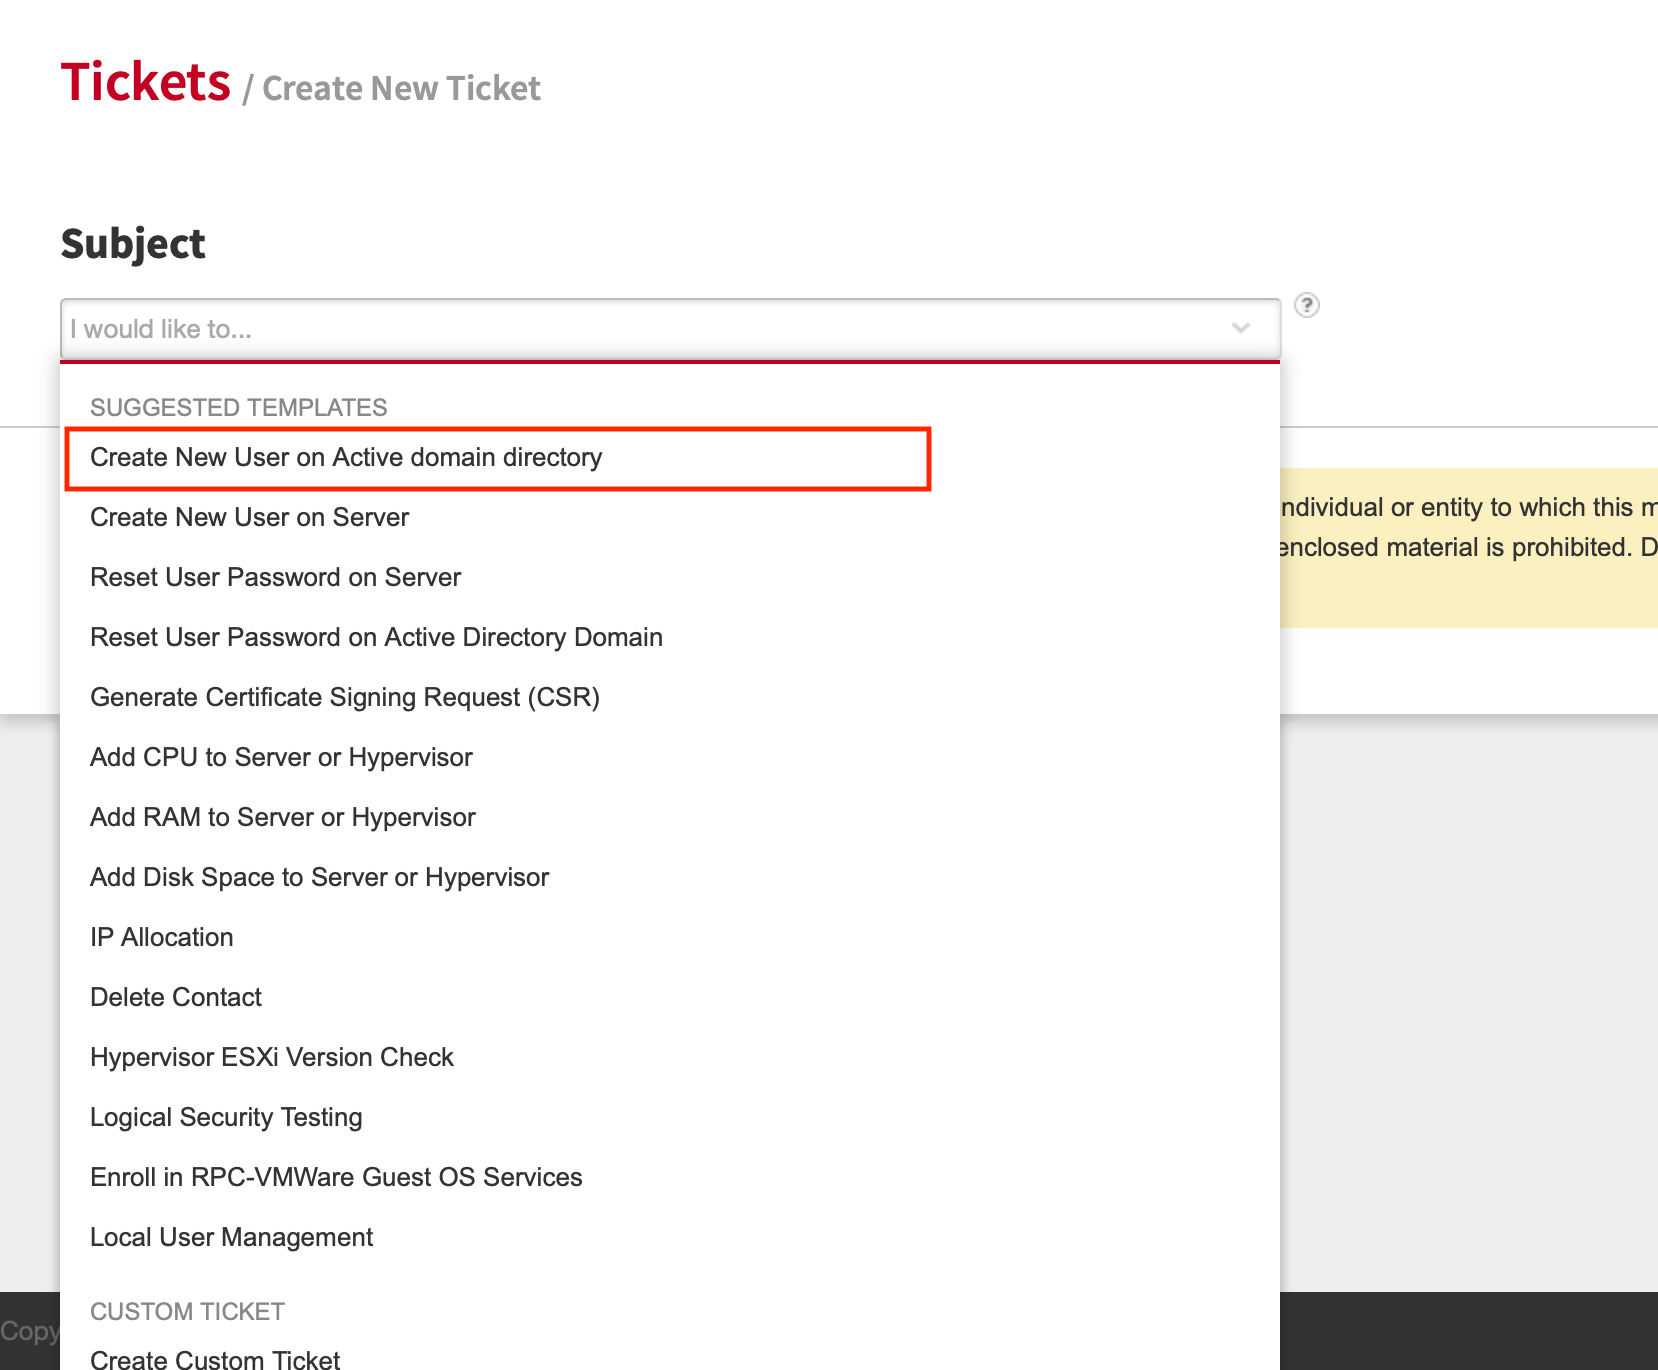 Tickets / Create New Ticket
Subject
I would like to...
?
SUGGESTED TEMPLATES
Create New User on Active domain directory
Create New User on Server
ndividual or entity to which this m
enclosed material is prohibited. D
Reset User Password on Server
Reset User Password on Active Directory Domain
Generate Certificate Signing Request (CSR)
Add CPU to Server or Hypervisor
Add RAM to Server or Hypervisor
Add Disk Space to Server or Hypervisor
IP Allocation
Delete Contact
Hypervisor ESXi Version Check
Logical Security Testing
Enroll in RPC-VMWare Guest OS Services
Local User Management
CUSTOM TICKET
Copy
Create Custom Ticket